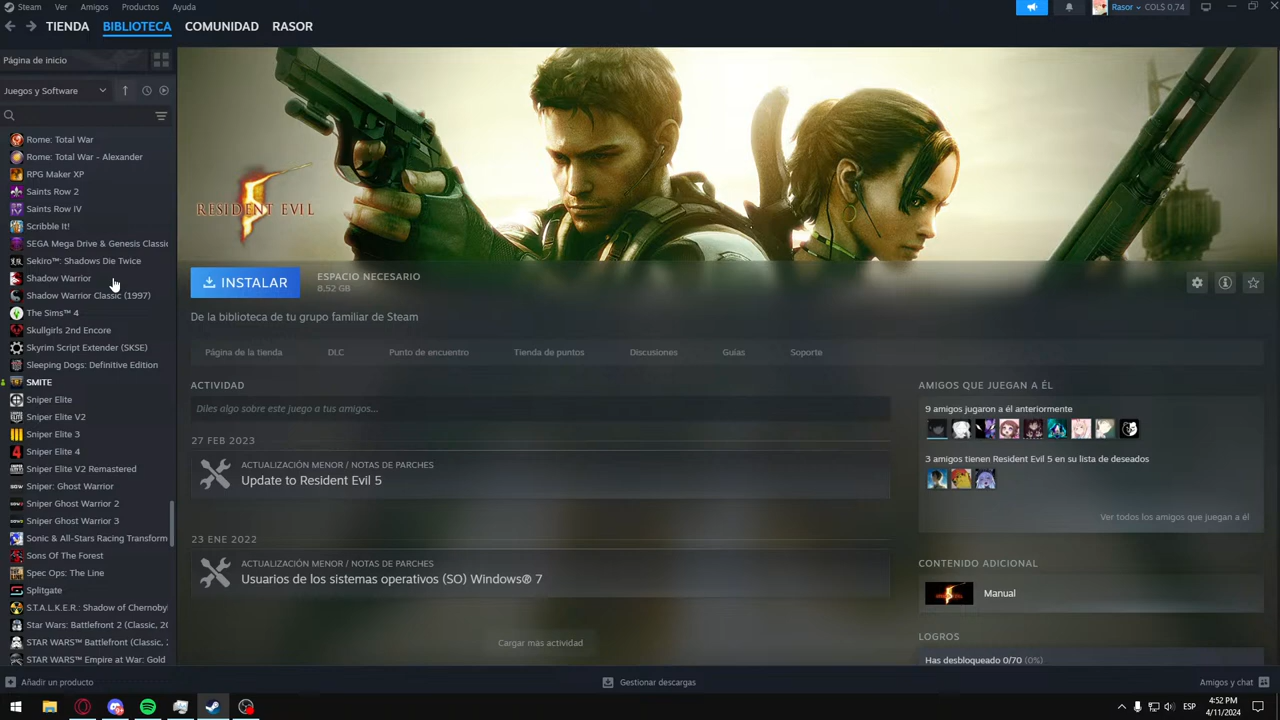 Steam Ver Amigos Productos Ayuda
Rasor COL$ 0,74
TIENDA BIBLIOTECA COMUNIDAD RASOR
Página de inicio
Juegos y Software
Rome: Total War
Rome: Total War - Alexander
RPG Maker XP
Saints Row 2
Saints Row IV
Scribble It!
SEGA Mega Drive & Genesis Classic
Sekiro™: Shadows Die Twice
Shadow Warrior
Shadow Warrior Classic (1997)
The Sims™ 4
Skullgirls 2nd Encore
Skyrim Script Extender (SKSE)
Sleeping Dogs: Definitive Edition
SMITE
Sniper Elite
Sniper Elite V2
Sniper Elite 3
Sniper Elite 4
Sniper Elite V2 Remastered
Sniper: Ghost Warrior
Sniper Ghost Warrior 2
Sniper Ghost Warrior 3
Sonic & All-Stars Racing Transform
Sons Of The Forest
Spec Ops: The Line
Splitgate
S.T.A.L.K.E.R.: Shadow of Chernoby
Star Wars: Battlefront 2 (Classic, 20
STAR WARS™ Battlefront (Classic, 2
STAR WARS™ Empire at War: Gold
RESIDENT EVIL 5
INSTALAR
ESPACIO NECESARIO
8,52 GB
De la biblioteca de tu grupo familiar de Steam
Página de la tienda DLC Punto de encuentro Tienda de puntos Discusiones Guías Soporte
ACTIVIDAD
Diles algo sobre este juego a tus amigos...
27 FEB 2023
ACTUALIZACIÓN MENOR / NOTAS DE PARCHES
Update to Resident Evil 5
23 ENE 2022
ACTUALIZACIÓN MENOR / NOTAS DE PARCHES
Usuarios de los sistemas operativos (SO) Windows® 7
Cargar más actividad
AMIGOS QUE JUEGAN A ÉL
9 amigos jugaron a él anteriormente
3 amigos tienen Resident Evil 5 en su lista de deseados
Ver todos los amigos que juegan a él
CONTENIDO ADICIONAL
Manual
LOGROS
Has desbloqueado 0/70 (0%)
Añadir un producto
Gestionar descargas
Amigos y chat
ESP
4:52 PM
4/11/2024